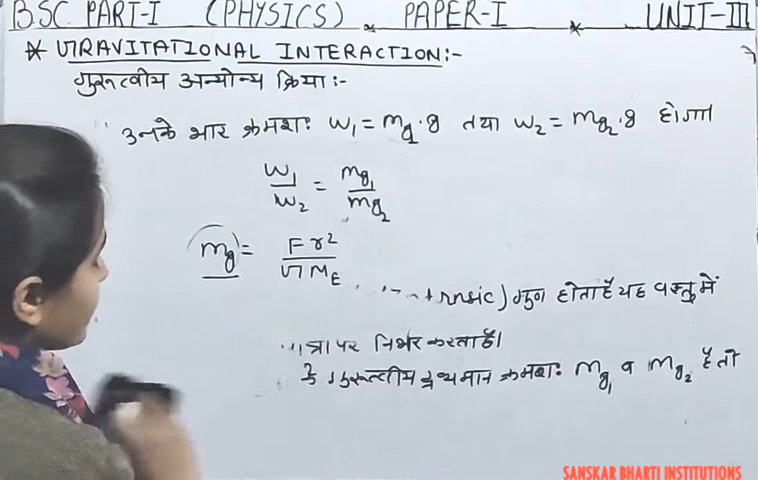 BSC PART-I (PHYSICS) PAPER-I UNIT-III
* GRAVITATIONAL INTERACTION:-
गुरुत्वीय अन्योन्य क्रिया:-
उनके भार क्रमशः W₁ = mg₁.g तथा W₂ = mg₂.g होगा
W₁/W₂ = mg₁/mg₂
mg = Fr²/GME
गुण होता है यह वस्तु में
पर निर्भर करता है।
के गुरुत्वीय द्रव्यमान क्रमशः mg₁ व mg₂ है तो
SANSKAR BHARTI INSTITUTIONS